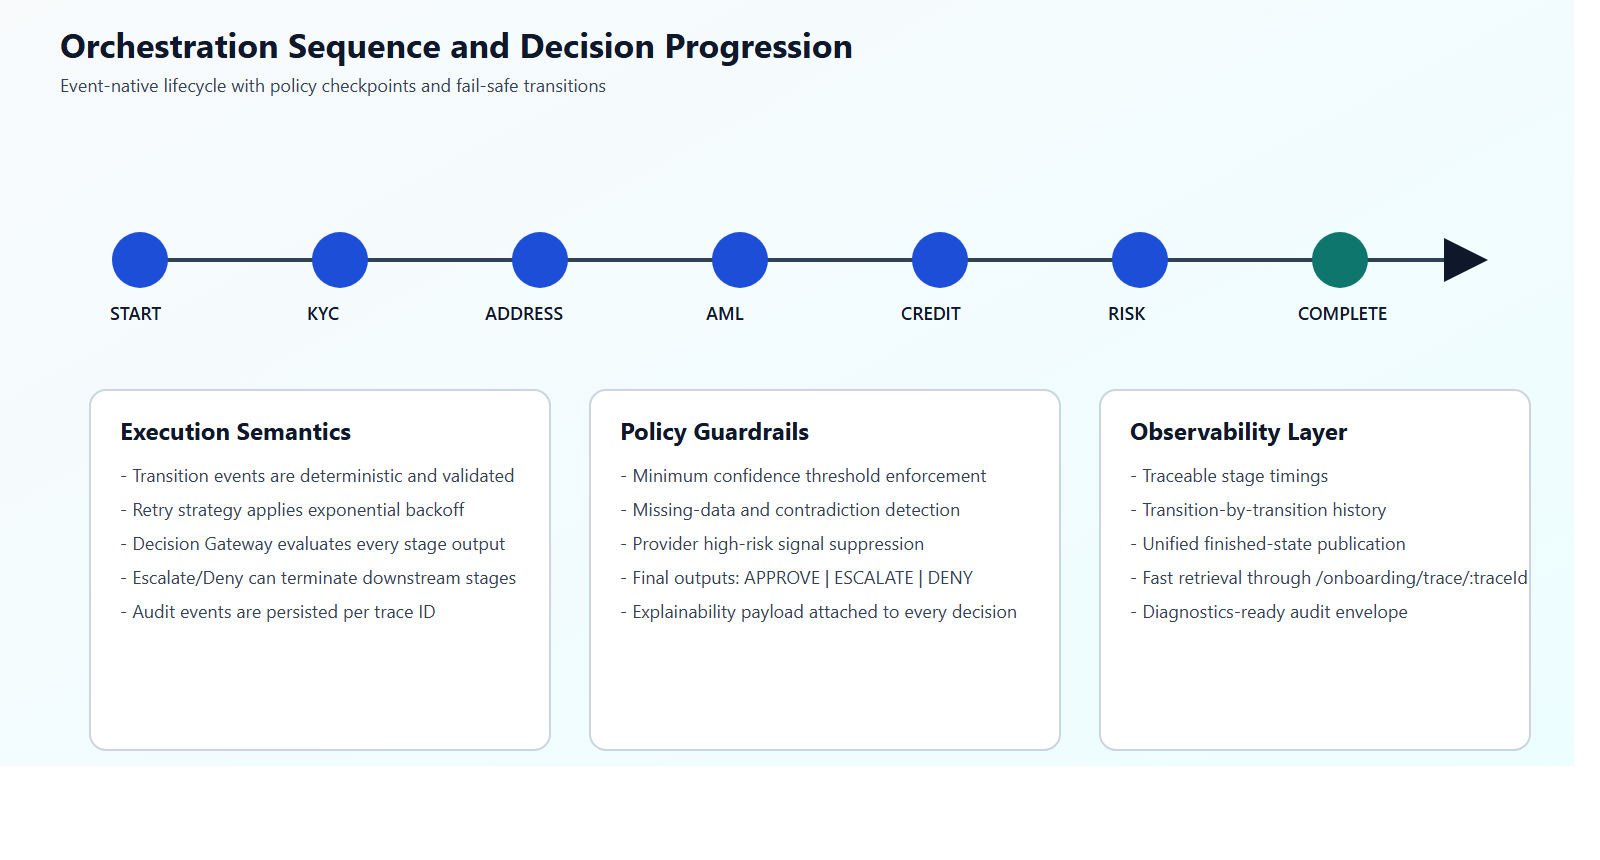 Orchestration Sequence and Decision Progression
Event-native lifecycle with policy checkpoints and fail-safe transitions
START
KYC
ADDRESS
AML
CREDIT
RISK
COMPLETE
Execution Semantics
- Transition events are deterministic and validated
- Retry strategy applies exponential backoff
- Decision Gateway evaluates every stage output
- Escalate/Deny can terminate downstream stages
- Audit events are persisted per trace ID
Policy Guardrails
- Minimum confidence threshold enforcement
- Missing-data and contradiction detection
- Provider high-risk signal suppression
- Final outputs: APPROVE | ESCALATE | DENY
- Explainability payload attached to every decision
Observability Layer
- Traceable stage timings
- Transition-by-transition history
- Unified finished-state publication
- Fast retrieval through /onboarding/trace/:traceId
- Diagnostics-ready audit envelope